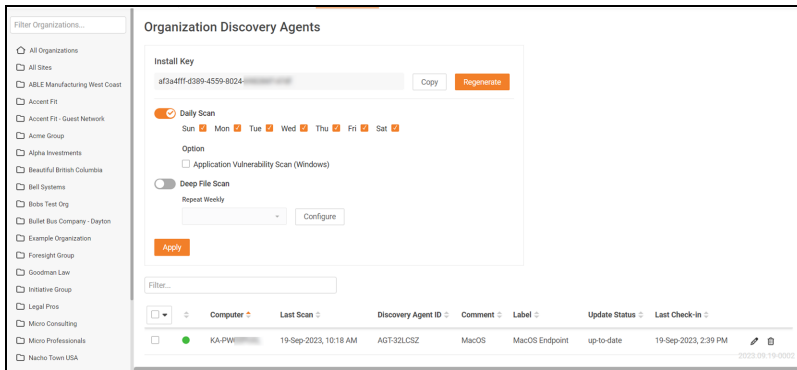 Filter Organizations...
All Organizations
All Sites
ABLE Manufacturing West Coast
Accent Fit
Accent Fit - Guest Network
Acme Group
Alpha Investments
Beautiful British Columbia
Bell Systems
Bobs Test Org
Bullet Bus Company - Dayton
Example Organization
Foresight Group
Goodman Law
Initiative Group
Legal Pros
Micro Consulting
Micro Professionals
Nacho Town USA
Organization Discovery Agents
Install Key
af3a4fff-d389-4559-8024- Copy Regenerate
Daily Scan
Sun Mon Tue Wed Thu Fri Sat
Option
Application Vulnerability Scan (Windows)
Deep File Scan
Repeat Weekly
Configure
Apply
Filter...
Computer Last Scan Discovery Agent ID Comment Label Update Status Last Check-in
19-Sep-2023, 10:18 AM AGT-32LCSZ MacOS MacOS Endpoint up-to-date 19-Sep-2023, 2:39 PM
2023-09-19-0002